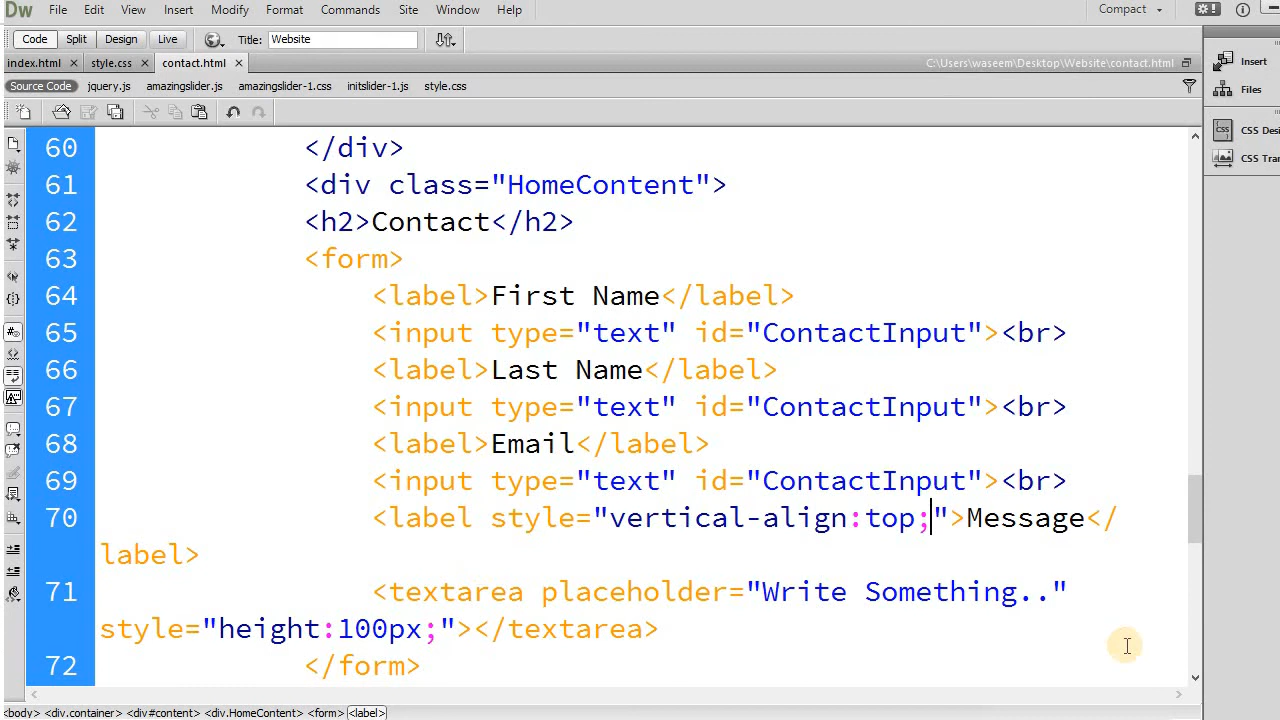 Dw File Edit View Insert Modify Format Commands Site Window Help Compact
Code Split Design Live Title: Website
index.html style.css contact.html C:\Users\waseem\Desktop\Website\contact.html
Source Code jquery.js amazingslider.js amazingslider-1.css initslider-1.js style.css
Insert
Files
CSS Des
CSS Tra
60 </div>
61 <div class="HomeContent">
62 <h2>Contact</h2>
63 <form>
64 <label>First Name</label>
65 <input type="text" id="ContactInput"><br>
66 <label>Last Name</label>
67 <input type="text" id="ContactInput"><br>
68 <label>Email</label>
69 <input type="text" id="ContactInput"><br>
70 <label style="vertical-align:top;">Message</
label>
71 <textarea placeholder="Write Something.."
style="height:100px;"></textarea>
72 </form>
<body> <div.container> <div#content> <div.HomeContent> <form> <label>